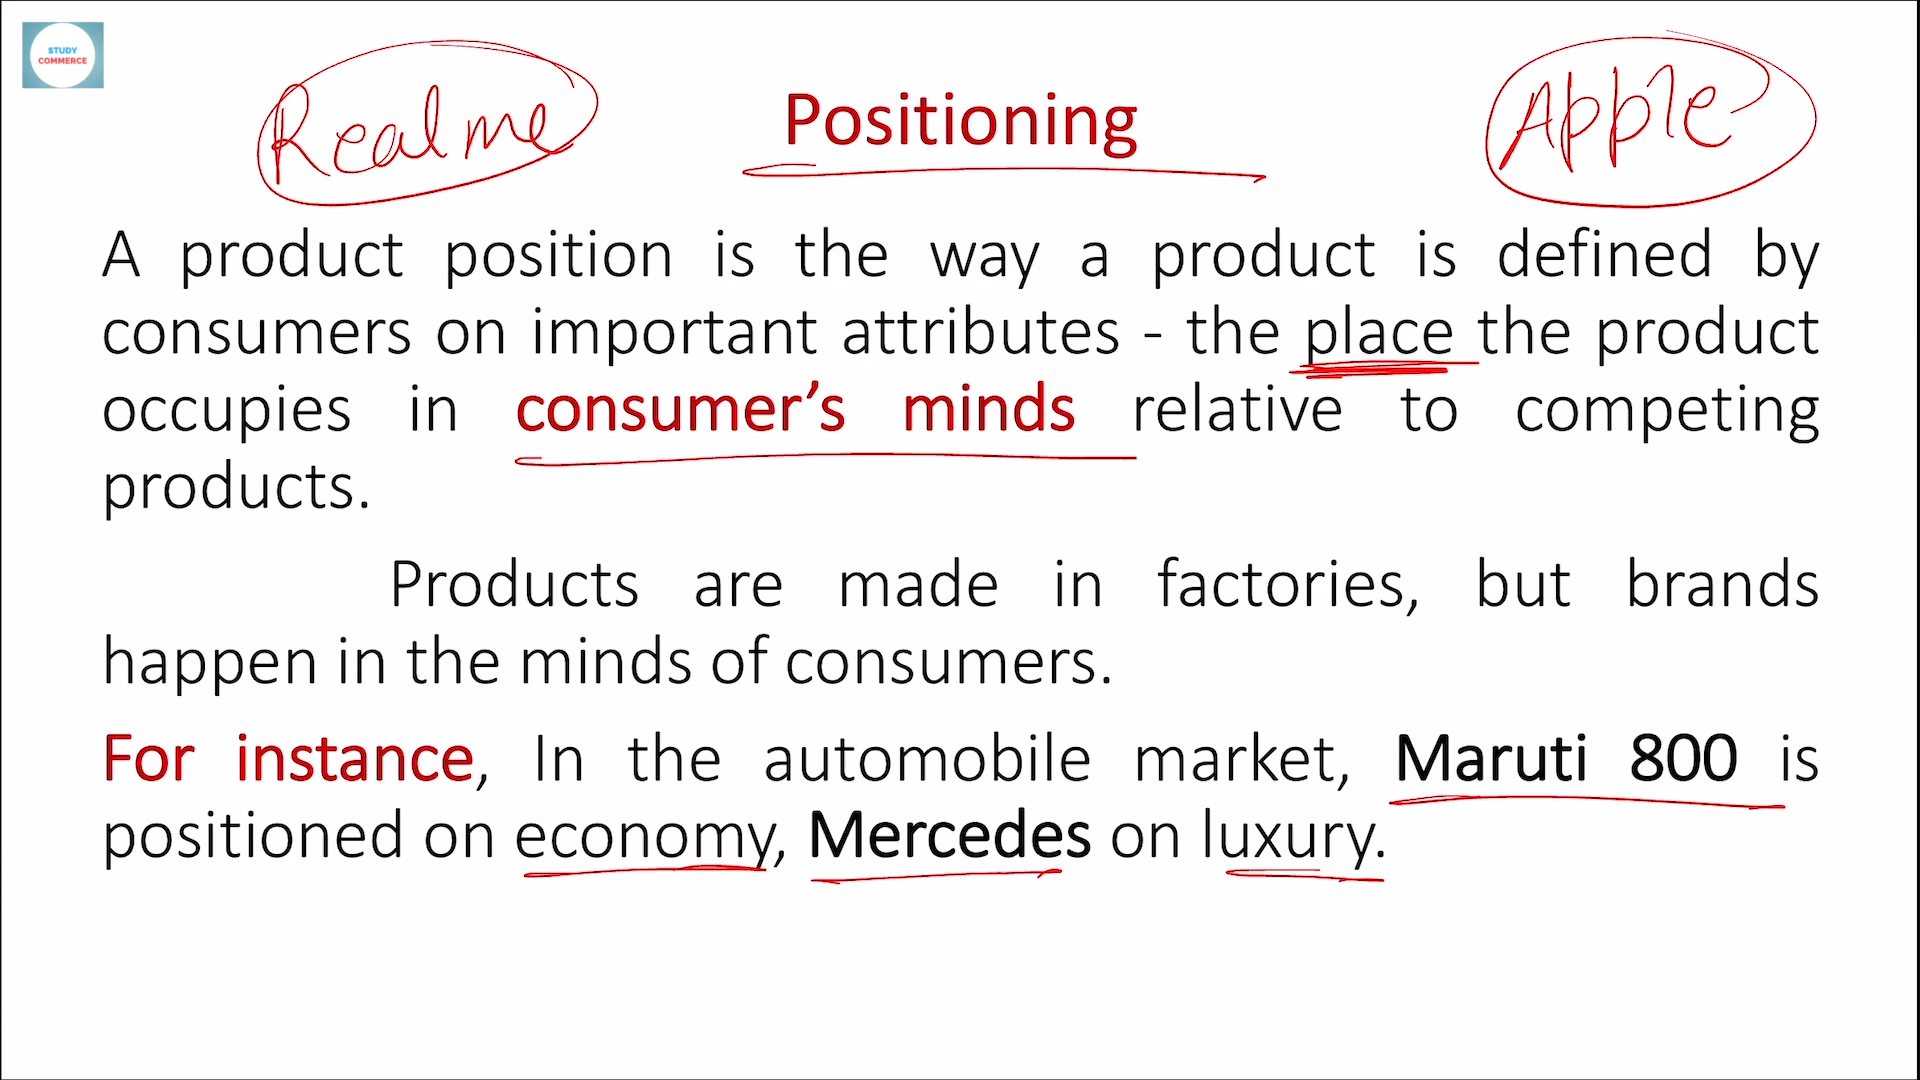 STUDY
COMMERCE
Realme
Positioning
Apple
A product position is the way a product is defined by
consumers on important attributes - the place the product
occupies in consumer’s minds relative to competing
products.
Products are made in factories, but brands
happen in the minds of consumers.
For instance, In the automobile market, Maruti 800 is
positioned on economy, Mercedes on luxury.